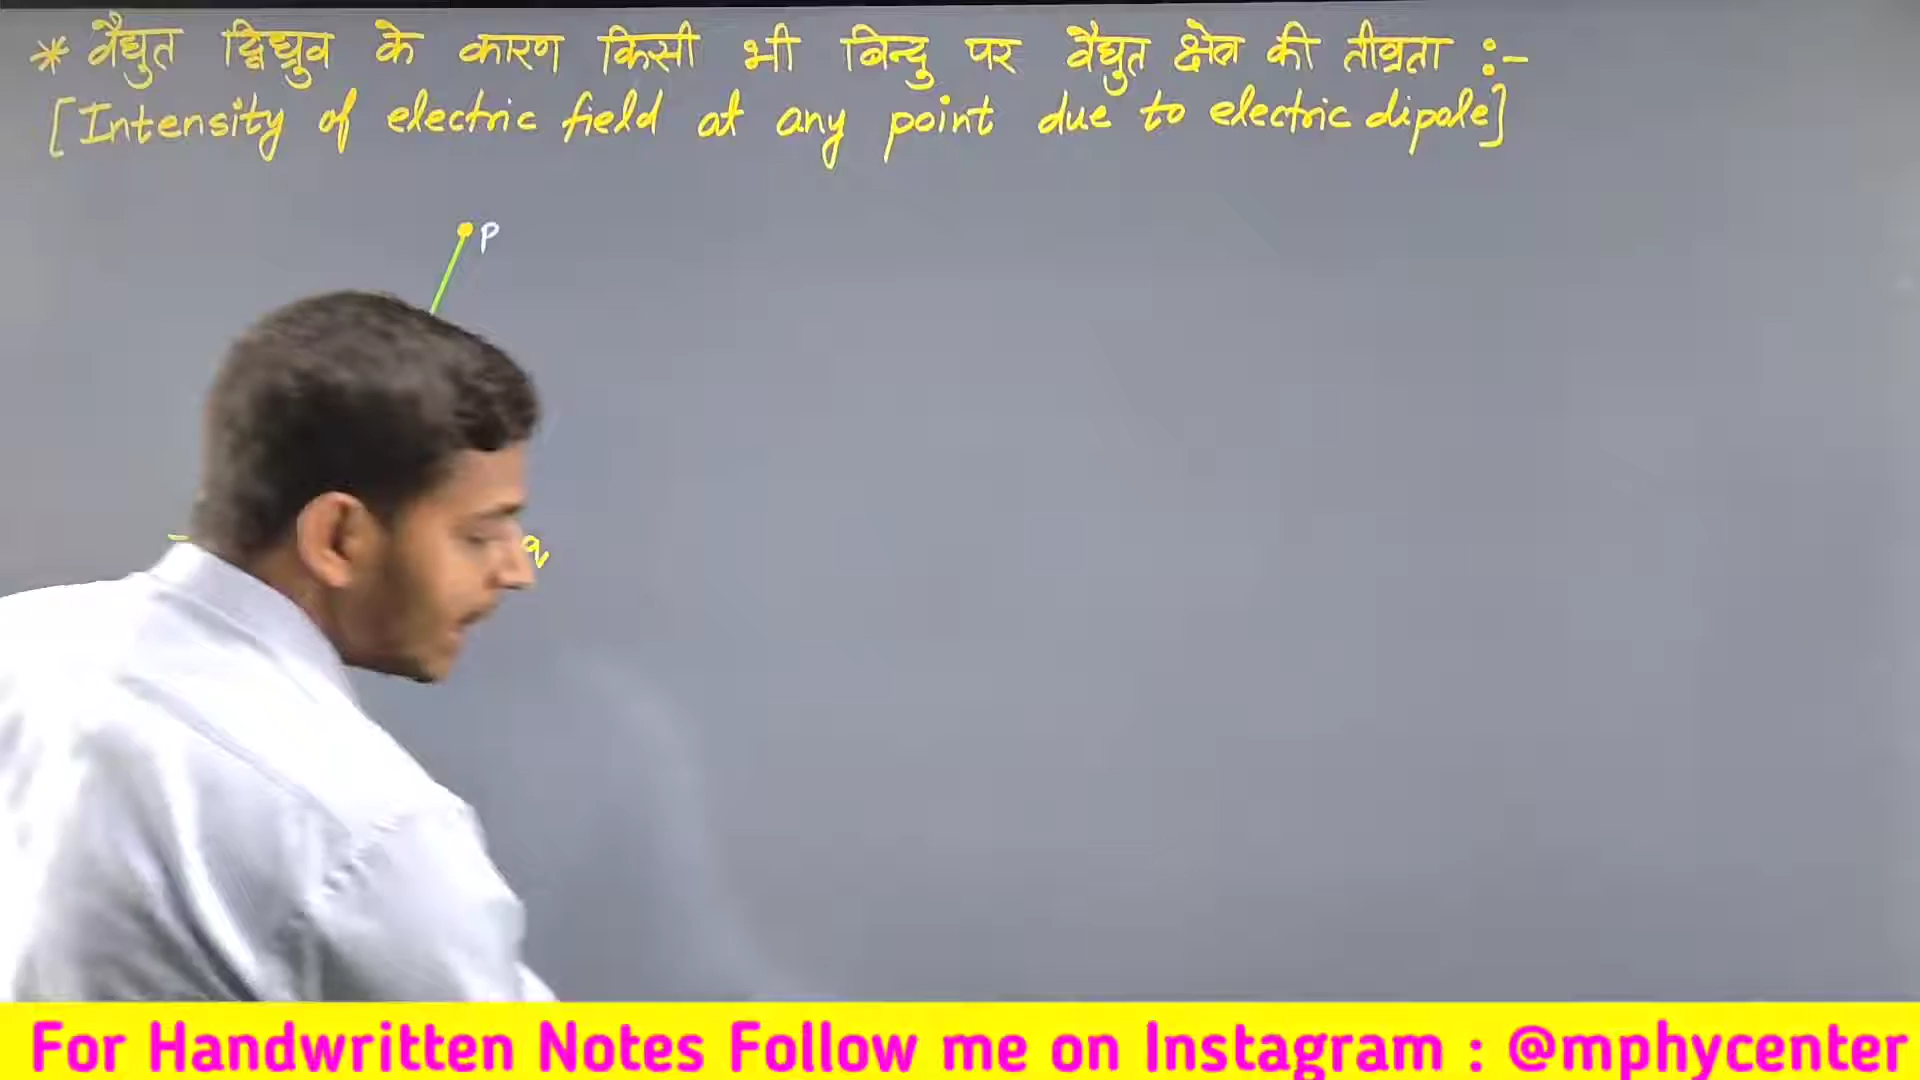 * वैद्युत द्विध्रुव के कारण किसी भी बिन्दु पर वैद्युत क्षेत्र की तीव्रता :-
[Intensity of electric field at any point due to electric dipole]
P
- q
For Handwritten Notes Follow me on Instagram : @mphycenter